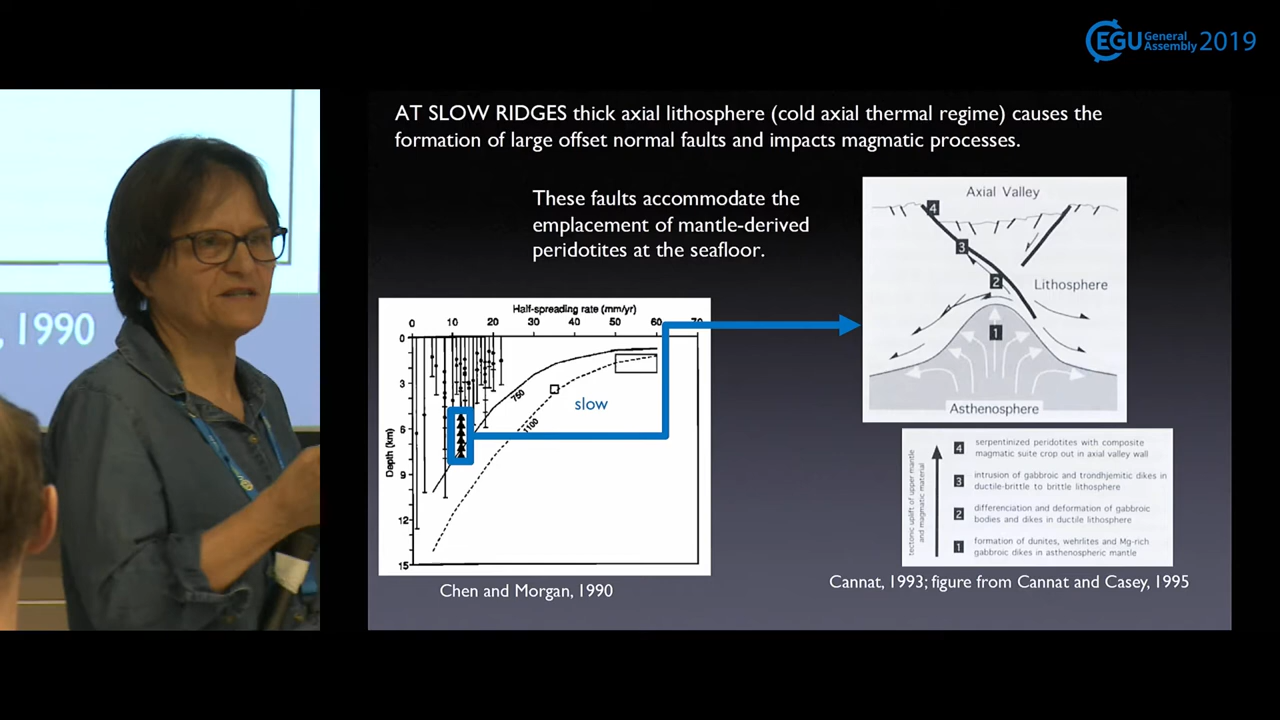 EGU General Assembly 2019
AT SLOW RIDGES thick axial lithosphere (cold axial thermal regime) causes the
formation of large offset normal faults and impacts magmatic processes.
These faults accommodate the
emplacement of mantle-derived
peridotites at the seafloor.
Axial Valley
4
3
2
Lithosphere
1
Asthenosphere
Half-spreading rate (mm/yr)
0 10 20 30 40 50 60 70
0
3
6
9
12
15
Depth (km)
750
1100
slow
Chen and Morgan, 1990
tectonic uplift of upper mantle
and magmatic material
4 serpentinized peridotites with composite
magmatic suite crop out in axial valley wall
3 intrusion of gabbroic and trondhjemitic dikes in
ductile-brittle to brittle lithosphere
2 differenciation and deformation of gabbroic
bodies and dikes in ductile lithosphere
1 formation of dunites, wehrlites and Mg-rich
gabbroic dikes in asthenospheric mantle
Cannat, 1993; figure from Cannat and Casey, 1995
, 1990